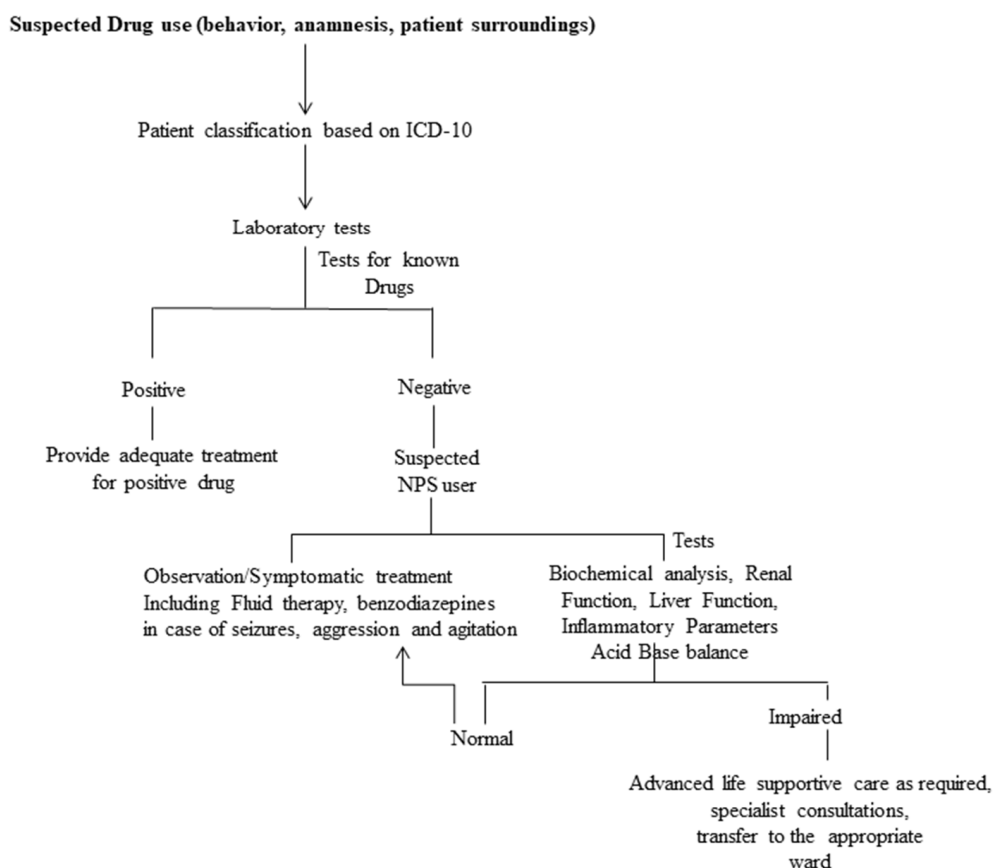 Suspected Drug use (behavior, anamnesis, patient surroundings)
Patient classification based on ICD-10
Laboratory tests
Tests for known
Drugs
Positive
Negative
Provide adequate treatment
for positive drug
Suspected
NPS user
Tests
Observation/Symptomatic treatment
Including Fluid therapy, benzodiazepines
in case of seizures, aggression and agitation
Biochemical analysis, Renal
Function, Liver Function,
Inflammatory Parameters
Acid Base balance
Normal
Impaired
Advanced life supportive care as required,
specialist consultations,
transfer to the appropriate
ward